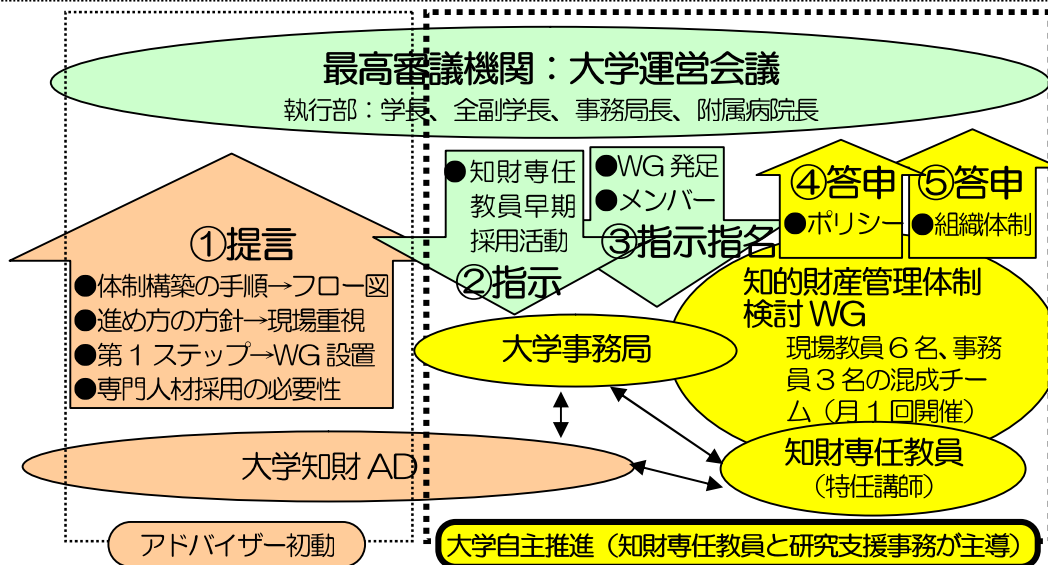 最高審議機関：大学運営会議
執行部：学長、全副学長、事務局長、附属病院長
①提言
●体制構築の手順→フロー図
●進め方の方針→現場重視
●第１ステップ→WG 設置
●専門人材採用の必要性
●知財専任
教員早期
採用活動
②指示
●WG 発足
●メンバー
③指示指名
④答申
●ポリシー
⑤答申
●組織体制
知的財産管理体制
検討 WG
現場教員６名、事務
員３名の混成チー
ム（月１回開催）
大学事務局
知財専任教員
（特任講師）
大学知財 AD
アドバイザー初動
大学自主推進（知財専任教員と研究支援事務が主導）